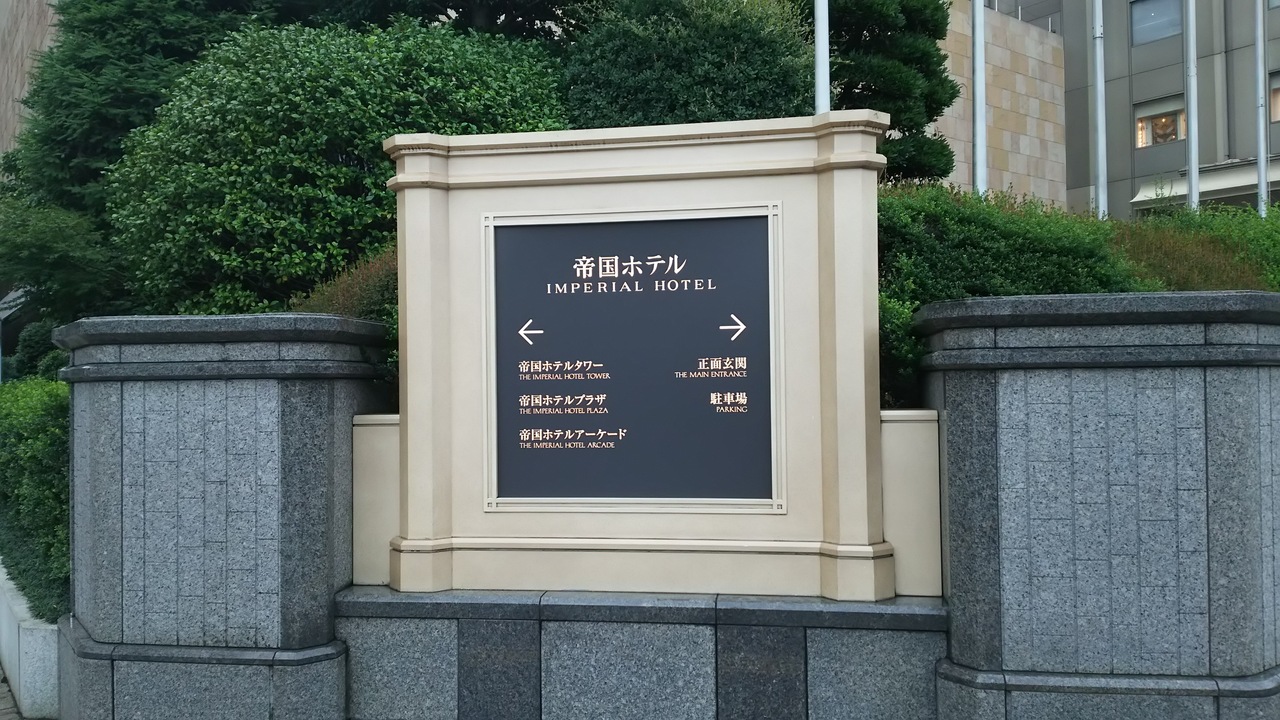 帝国ホテル
IMPERIAL HOTEL
← →
帝国ホテルタワー
THE IMPERIAL HOTEL TOWER
帝国ホテルプラザ
THE IMPERIAL HOTEL PLAZA
帝国ホテルアーケード
THE IMPERIAL HOTEL ARCADE
正面玄関
THE MAIN ENTRANCE
駐車場
PARKING